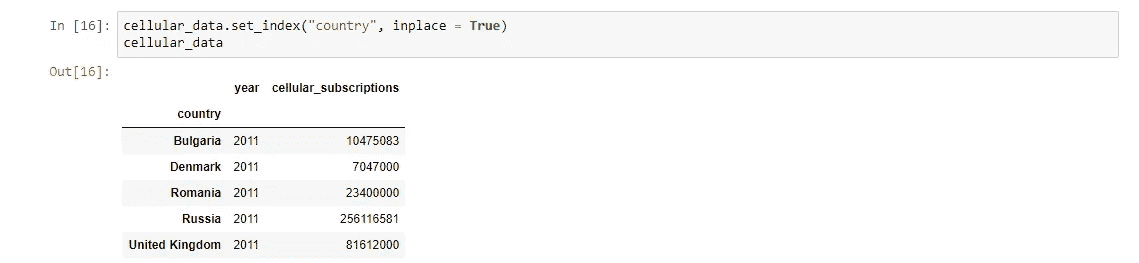 In [16]: cellular_data.set_index("country", inplace = True)
cellular_data
Out[16]:
year cellular_subscriptions
country
Bulgaria 2011 10475083
Denmark 2011 7047000
Romania 2011 23400000
Russia 2011 256116581
United Kingdom 2011 81612000